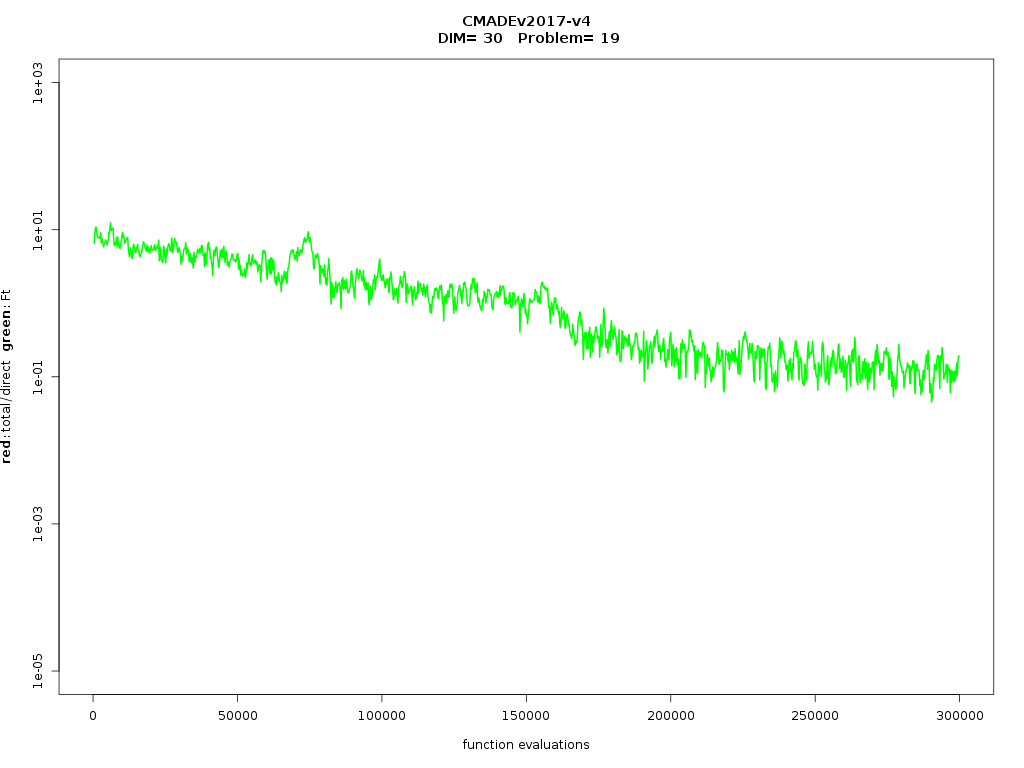 CMADEv2017-v4
DIM= 30 Problem= 19
1e+03
1e+01
1e-01
1e-03
1e-05
red:total/direct green: Ft
0 50000 100000 150000 200000 250000 300000
function evaluations